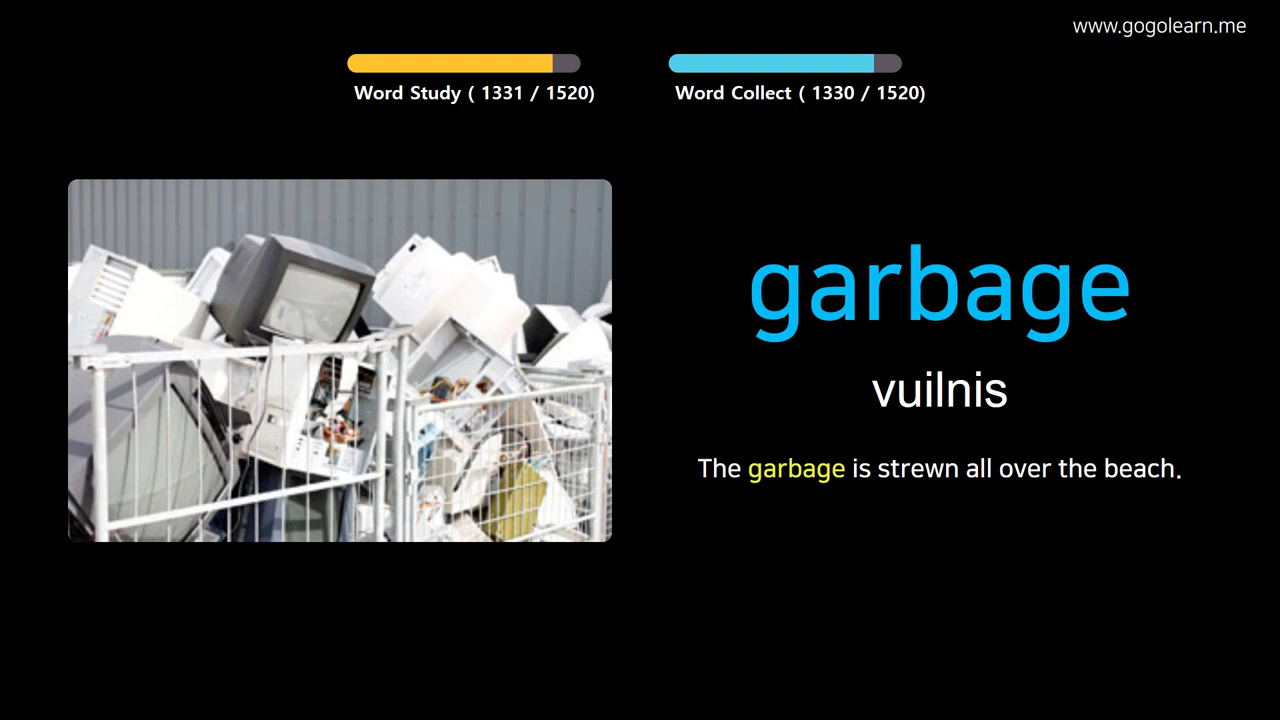 www.gogolearn.me
Word Study ( 1331 / 1520)
Word Collect ( 1330 / 1520)
garbage
vuilnis
The garbage is strewn all over the beach.